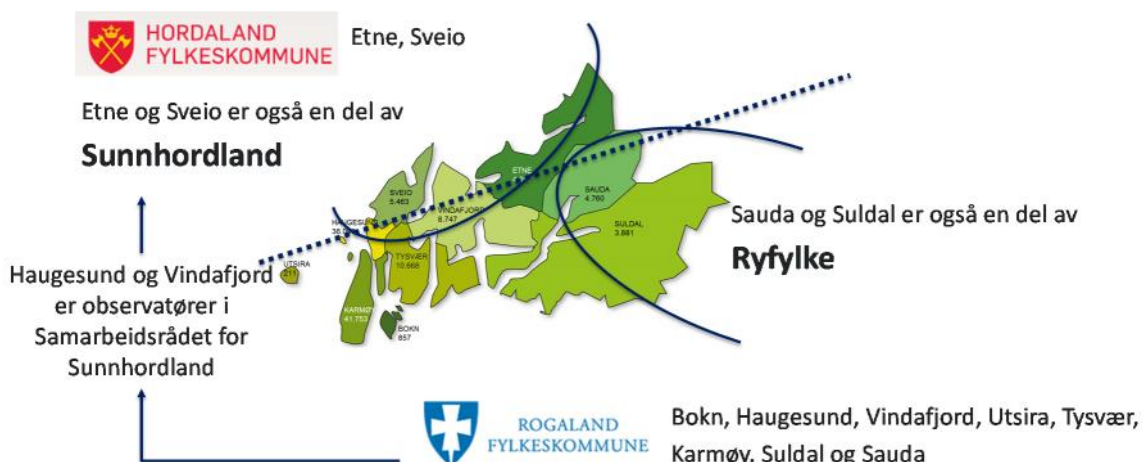 HORDALAND
FYLKESKOMMUNE
Etne, Sveio
Etne og Sveio er også en del av
Sunnhordland
SVEIO
5.463
ETNE
VINDAFJORD
8.747
SAUDA
4.760
SULDAL
3.881
HAUGESUND
UTSIRA
211
TYSVÆR
KARMØY
41.753
BOKN
857
Sauda og Suldal er også en del av
Ryfylke
Haugesund og Vindafjord
er observatører i
Samarbeidsrådet for
Sunnhordland
ROGALAND
FYLKESKOMMUNE
Bokn, Haugesund, Vindafjord, Utsira, Tysvær,
Karmøy, Suldal og Sauda